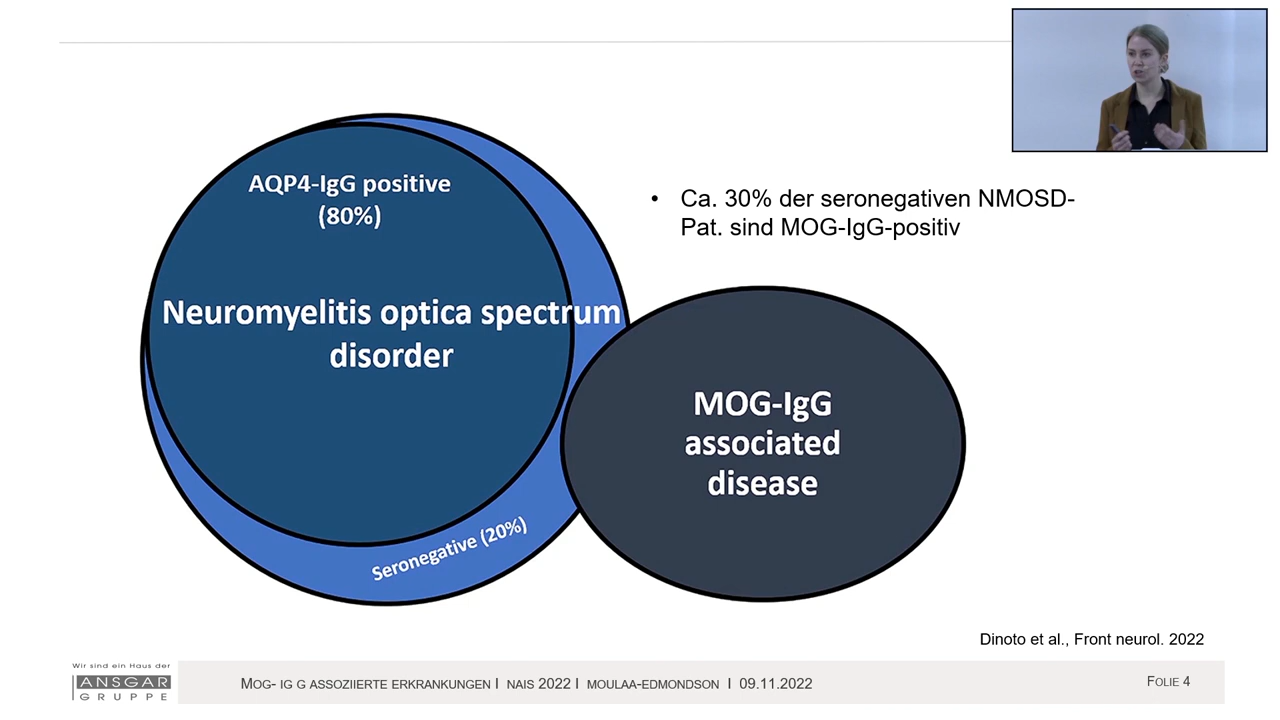 AQP4-IgG positive
(80%)
Neuromyelitis optica spectrum
disorder
Seronegative (20%)
• Ca. 30% der seronegativen NMOSD-
Pat. sind MOG-IgG-positiv
MOG-IgG
associated
disease
Dinoto et al., Front neurol. 2022
Wir sind ein Haus der
ANSGAR
GRUPPE
MOG- IG G ASSOZIIERTE ERKRANKUNGEN I NAIS 2022 I MOULAA-EDMONDSON I 09.11.2022
FOLIE 4